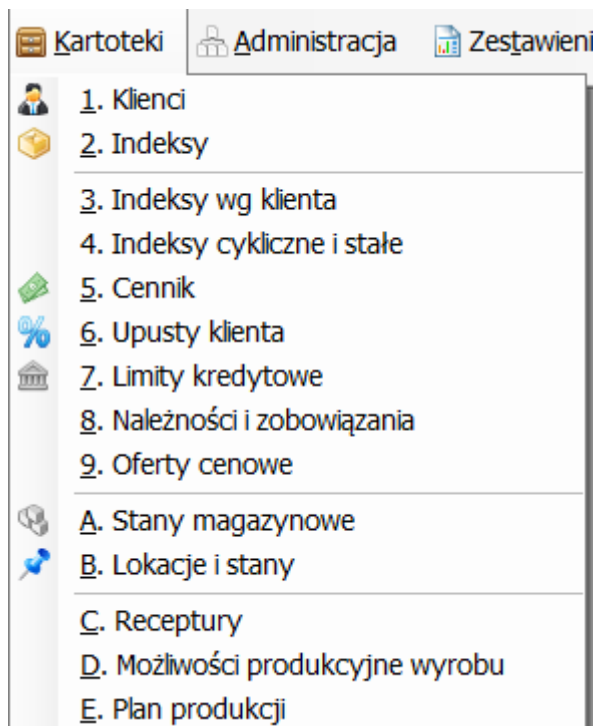 Kartoteki Administracja Zestawieni
1. Klienci
2. Indeksy
3. Indeksy wg klienta
4. Indeksy cykliczne i stałe
5. Cennik
6. Upusty klienta
7. Limity kredytowe
8. Należności i zobowiązania
9. Oferty cenowe
A. Stany magazynowe
B. Lokacje i stany
C. Receptury
D. Możliwości produkcyjne wyrobu
E. Plan produkcji